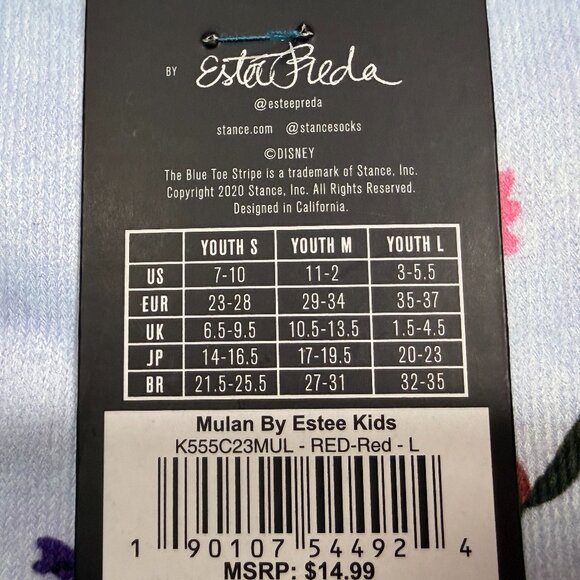 BY Estée Preda
@esteepreda
stance.com @stancesocks
©DISNEY
The Blue Toe Stripe is a trademark of Stance, Inc.
Copyright 2020 Stance, Inc. All Rights Reserved.
Designed in California.
YOUTH S YOUTH M YOUTH L
US 7-10 11-2 3-5.5
EUR 23-28 29-34 35-37
UK 6.5-9.5 10.5-13.5 1.5-4.5
JP 14-16.5 17-19.5 20-23
BR 21.5-25.5 27-31 32-35
Mulan By Estee Kids
K555C23MUL - RED-Red - L
1 90107 54492 4
MSRP: $14.99